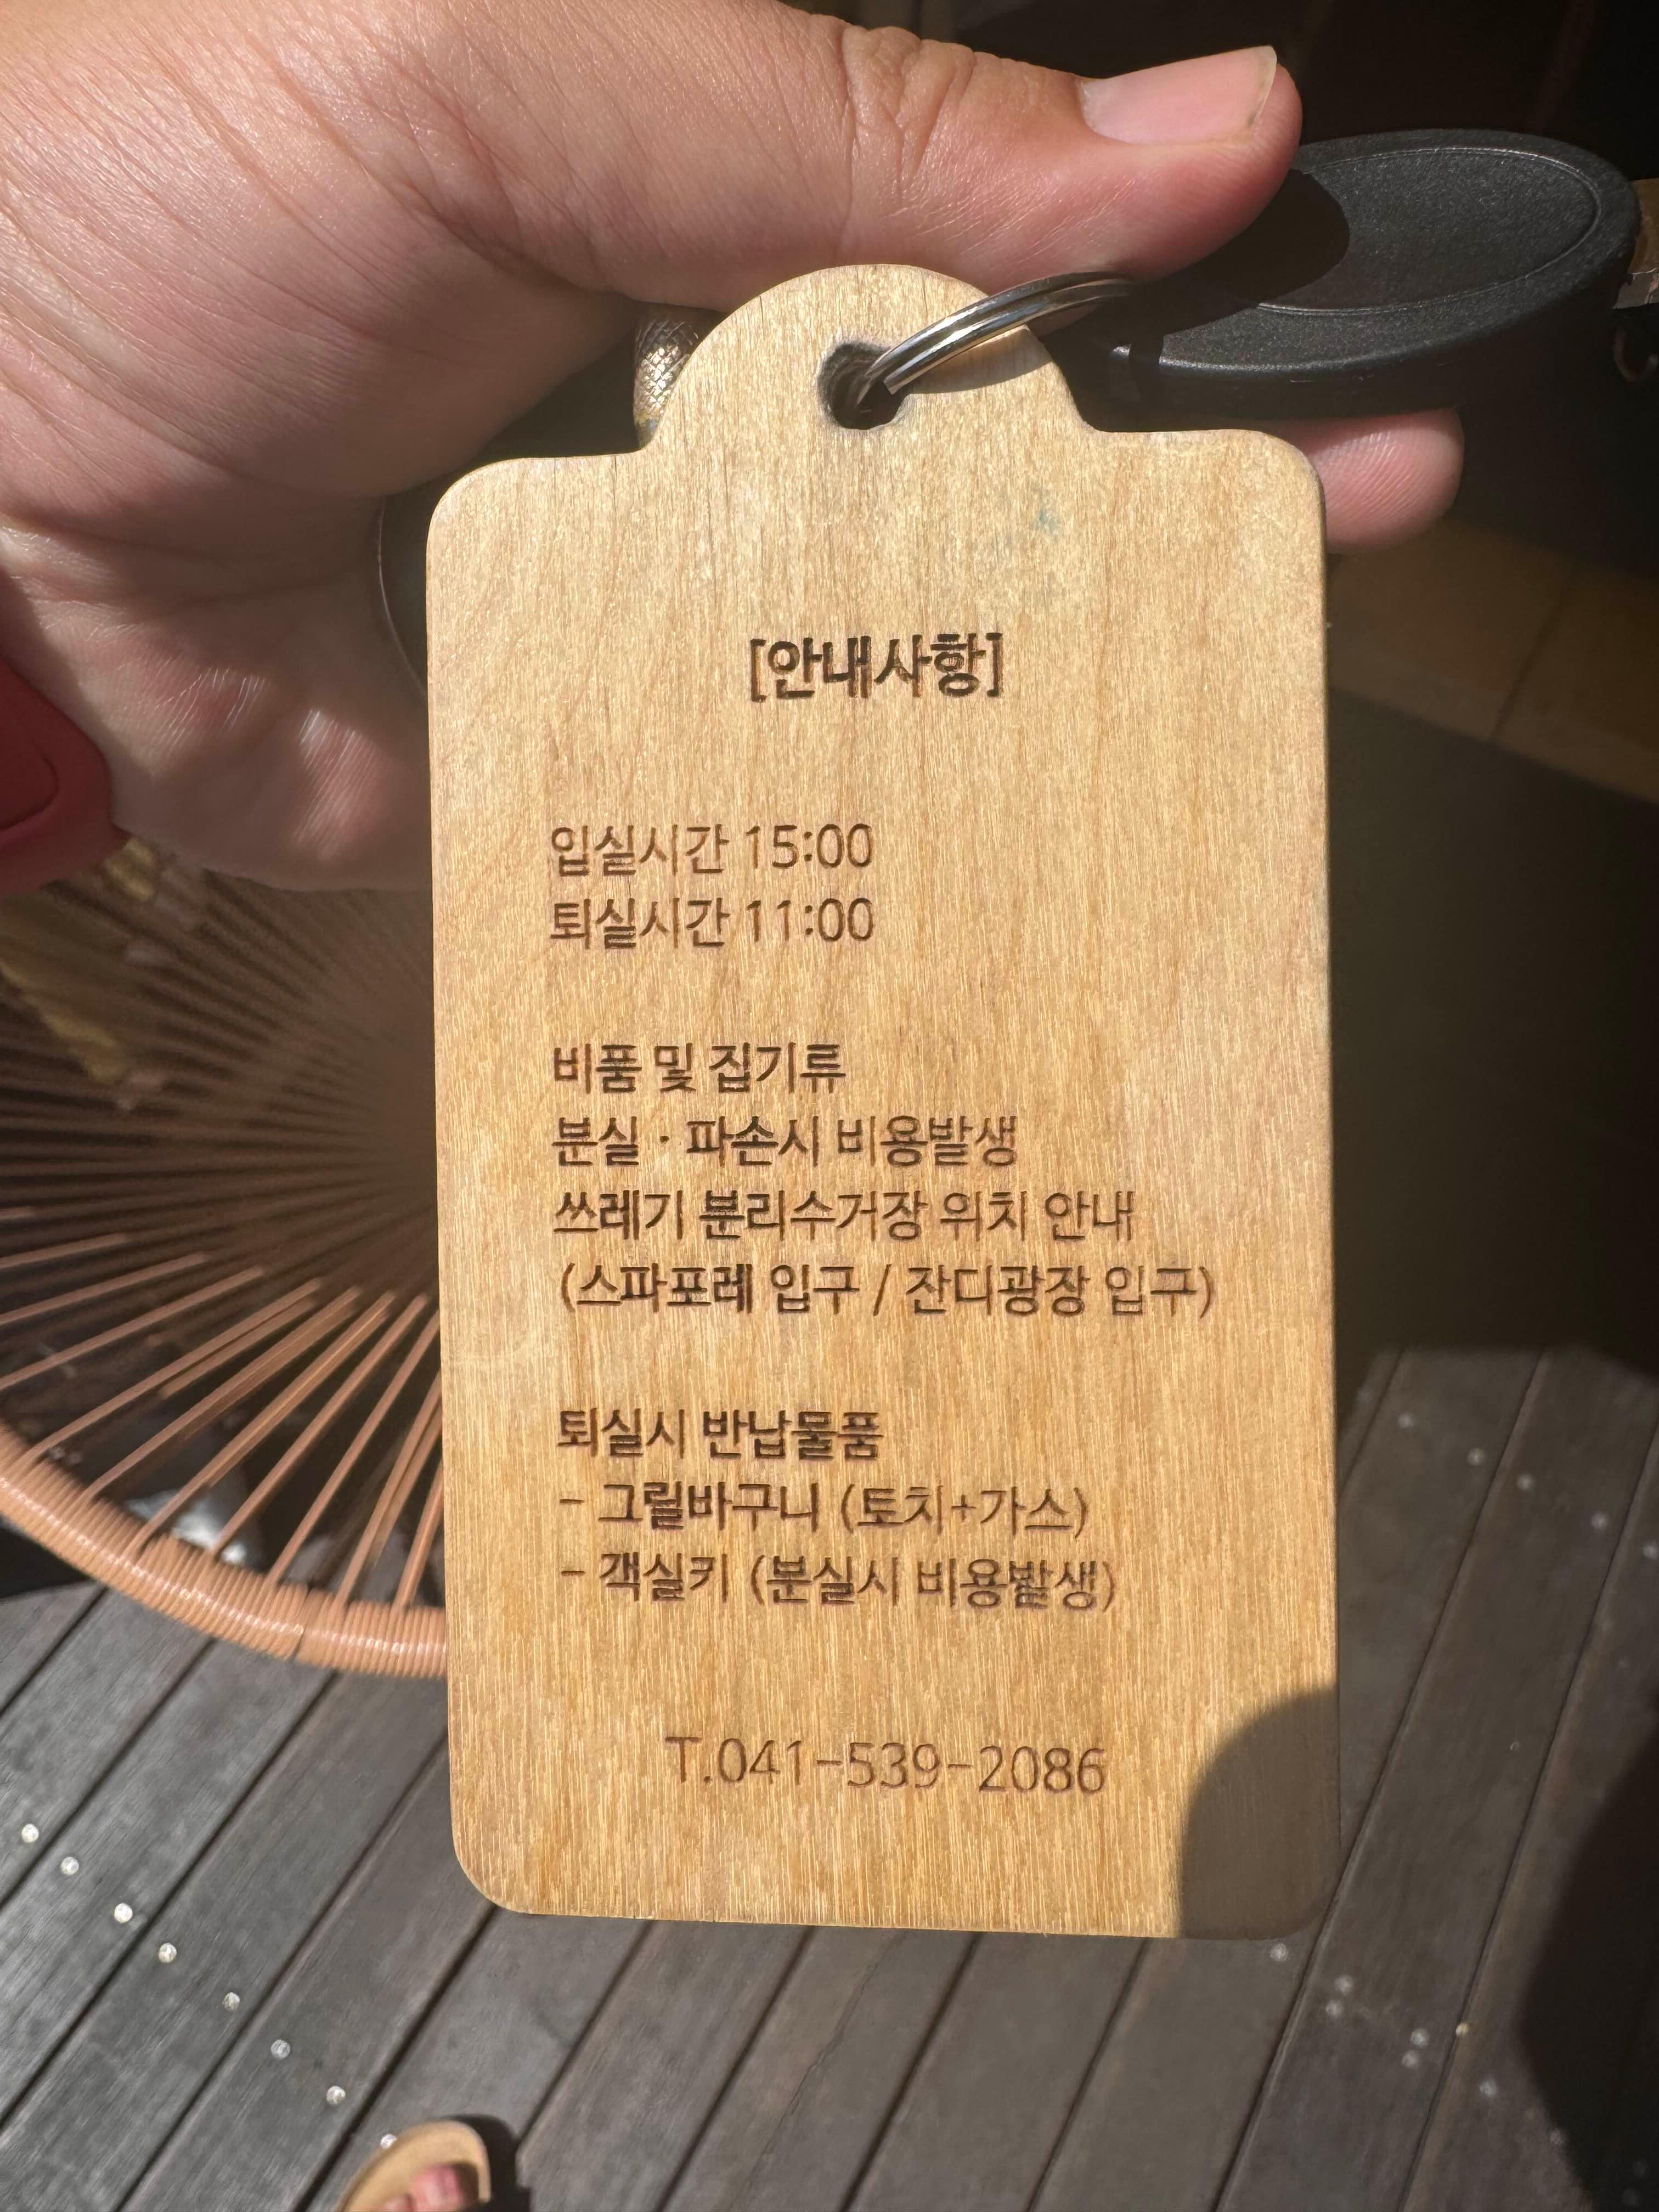 [안내사항]
입실시간 15:00
퇴실시간 11:00
비품 및 집기류
분실 · 파손시 비용발생
쓰레기 분리수거장 위치 안내
(스파포레 입구 / 잔디광장 입구)
퇴실시 반납물품
- 그릴바구니 (토치+가스)
- 객실키 (분실시 비용발생)
T.041-539-2086